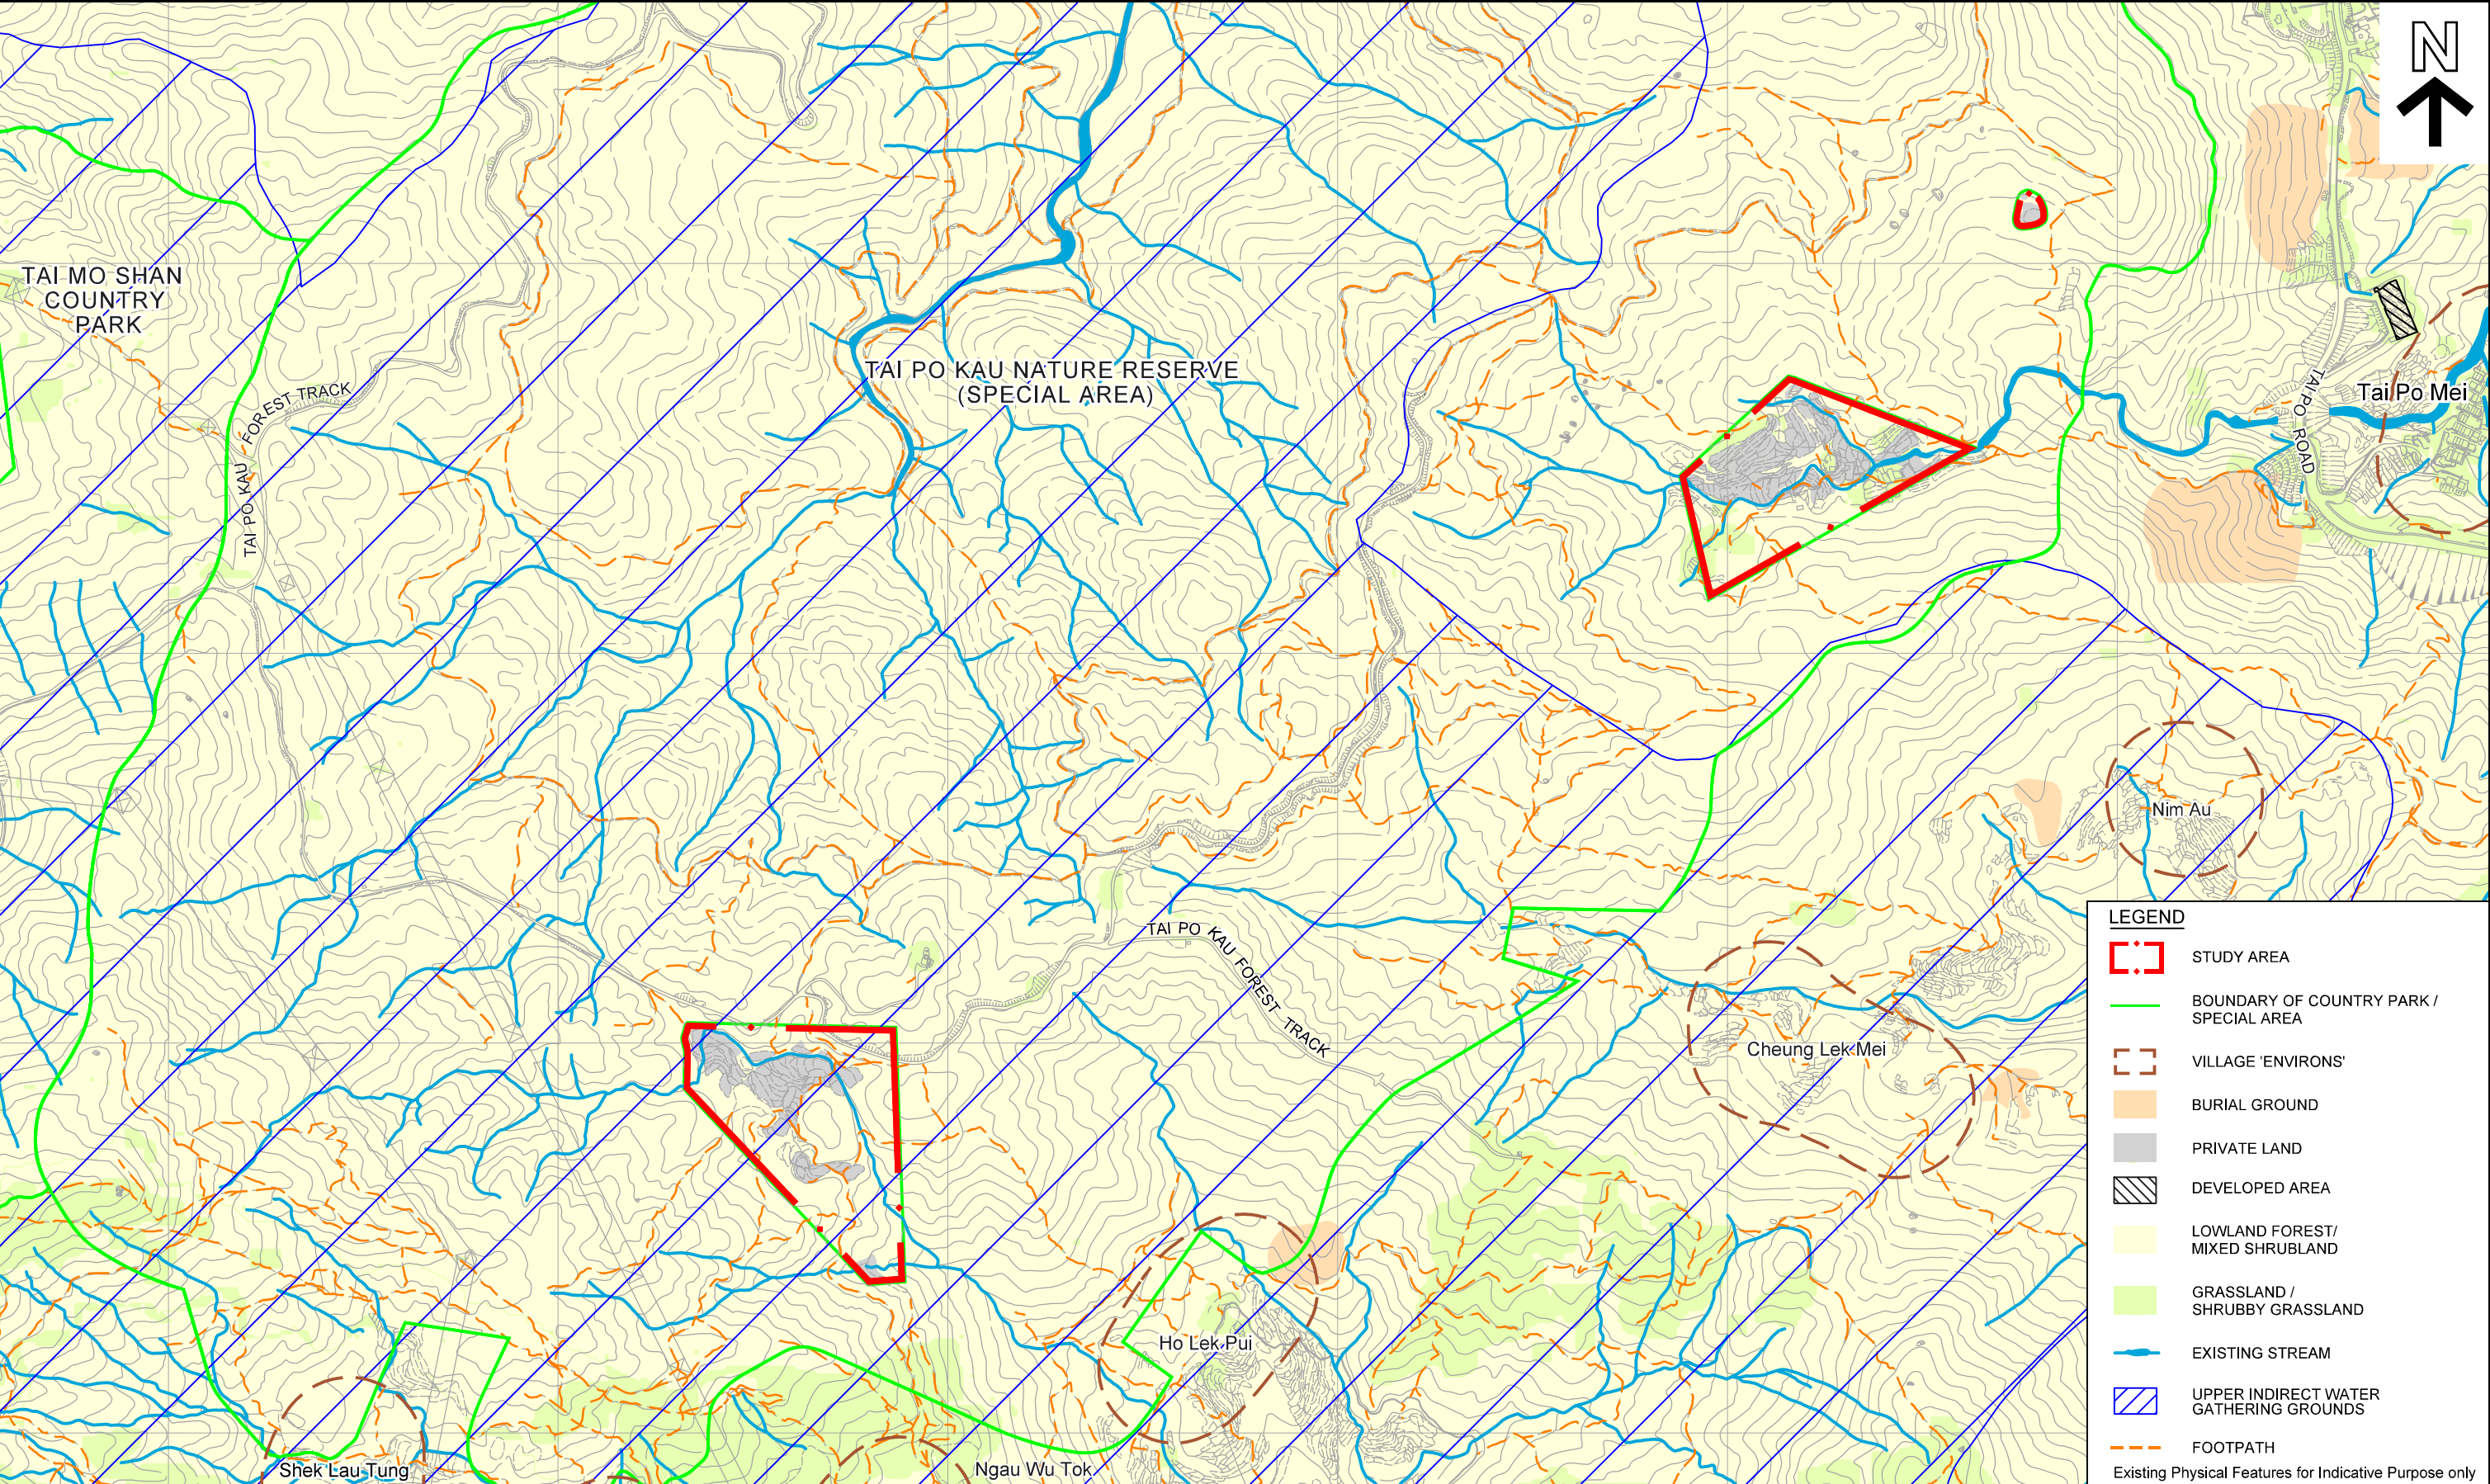 N
TAI MO SHAN
COUNTRY
PARK
TAI PO KAU NATURE RESERVE
(SPECIAL AREA)
TAI PO KAU FOREST TRACK
TAI PO ROAD
Tai Po Mei
Nim Au
TAI PO KAU FOREST TRACK
Cheung Lek Mei
Ho Lek Pui
Shek Lau Tung
Ngau Wu Tok
LEGEND
STUDY AREA
BOUNDARY OF COUNTRY PARK /
SPECIAL AREA
VILLAGE 'ENVIRONS'
BURIAL GROUND
PRIVATE LAND
DEVELOPED AREA
LOWLAND FOREST/
MIXED SHRUBLAND
GRASSLAND /
SHRUBBY GRASSLAND
EXISTING STREAM
UPPER INDIRECT WATER
GATHERING GROUNDS
FOOTPATH
Existing Physical Features for Indicative Purpose only